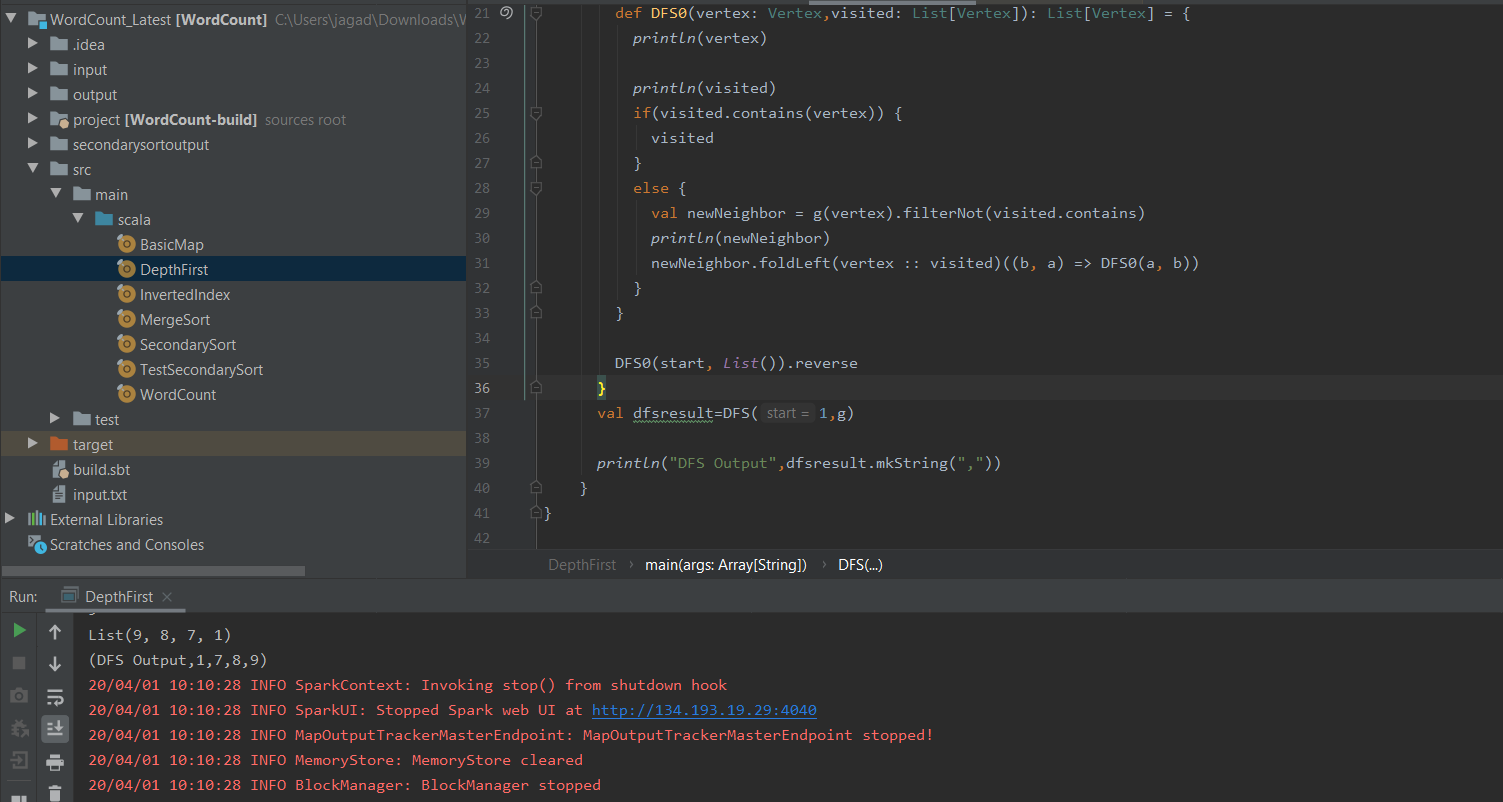 WordCount_Latest [WordCount] C:\Users\jagad\Downloads\W
.idea
input
output
project [WordCount-build] sources root
secondarysortoutput
src
main
scala
BasicMap
DepthFirst
InvertedIndex
MergeSort
SecondarySort
TestSecondarySort
WordCount
test
target
build.sbt
input.txt
External Libraries
Scratches and Consoles
21 def DFS0(vertex: Vertex,visited: List[Vertex]): List[Vertex] = {
22 println(vertex)
23
24 println(visited)
25 if(visited.contains(vertex)) {
26 visited
27 }
28 else {
29 val newNeighbor = g(vertex).filterNot(visited.contains)
30 println(newNeighbor)
31 newNeighbor.foldLeft(vertex :: visited)((b, a) => DFS0(a, b))
32 }
33 }
34
35 DFS0(start, List()).reverse
36 }
37 val dfsresult=DFS( start = 1,g)
38
39 println("DFS Output",dfsresult.mkString(","))
40 }
41 }
42
DepthFirst › main(args: Array[String]) › DFS(...)
Run: DepthFirst ×
List(9, 8, 7, 1)
(DFS Output,1,7,8,9)
20/04/01 10:10:28 INFO SparkContext: Invoking stop() from shutdown hook
20/04/01 10:10:28 INFO SparkUI: Stopped Spark web UI at http://134.193.19.29:4040
20/04/01 10:10:28 INFO MapOutputTrackerMasterEndpoint: MapOutputTrackerMasterEndpoint stopped!
20/04/01 10:10:28 INFO MemoryStore: MemoryStore cleared
20/04/01 10:10:28 INFO BlockManager: BlockManager stopped